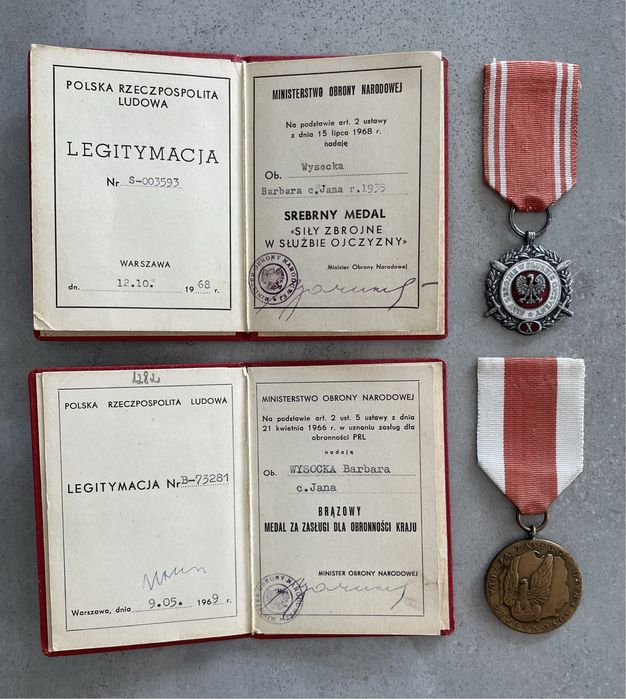 POLSKA RZECZPOSPOLITA
LUDOWA
LEGITYMACJA
Nr S-003593
WARSZAWA
dn. 12.10. 1968 r.
MINISTERSTWO OBRONY NARODOWEJ
Na podstawie art. 2 ustawy
z dnia 15 lipca 1968 r.
nadaję
Ob. Wysocka
Barbara c.Jana r.1935
SREBRNY MEDAL
«SIŁY ZBROJNE
W SŁUŻBIE OJCZYZNY»
Minister Obrony Narodowej
X
1282
POLSKA RZECZPOSPOLITA LUDOWA
LEGITYMACJA Nr B-73281
Warszawa, dnia 9.05. 1969 r.
MINISTERSTWO OBRONY NARODOWEJ
Na podstawie art. 2 ust. 5 ustawy z dnia
21 kwietnia 1966 r. w uznaniu zasług dla
obronności PRL
nadaję
Ob. WYSOCKA Barbara
c.Jana
BRĄZOWY
MEDAL ZA ZASŁUGI DLA OBRONNOŚCI KRAJU
MINISTER OBRONY NARODOWEJ